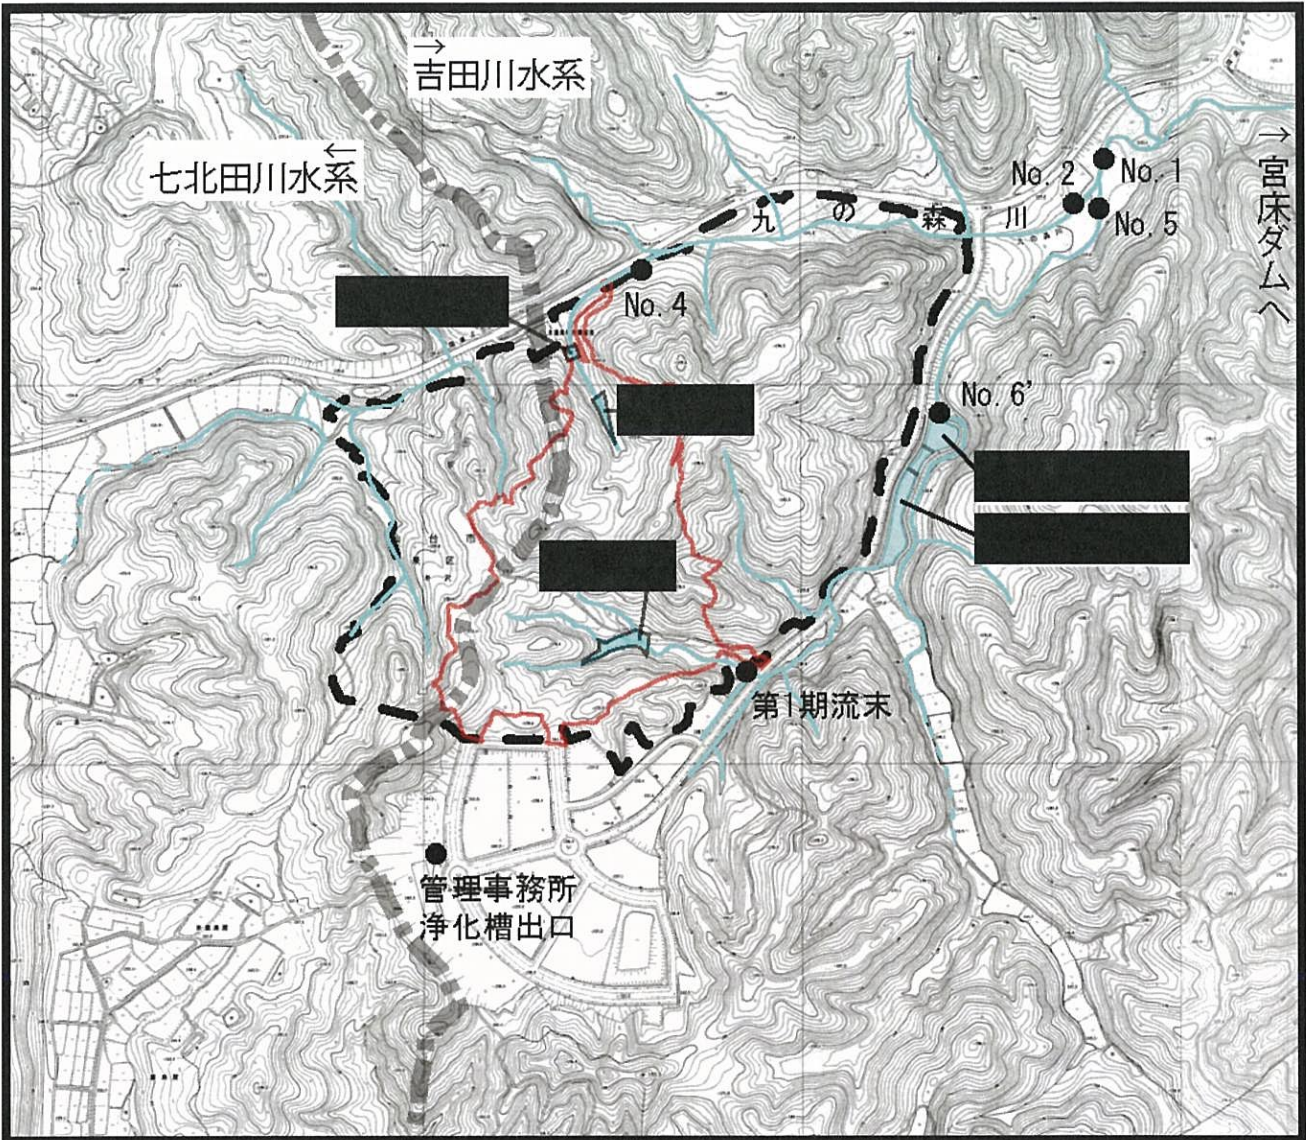 →
吉田川水系
←
七北田川水系
No. 2
No. 1
No. 5
→宮床ダムへ
九の森川
No. 4
No. 6'
第1期流末
管理事務所
浄化槽出口